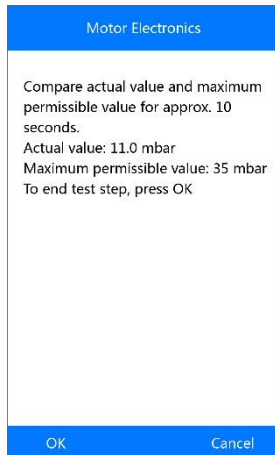 Motor Electronics
Compare actual value and maximum
permissible value for approx. 10
seconds.
Actual value: 11.0 mbar
Maximum permissible value: 35 mbar
To end test step, press OK
OK
Cancel